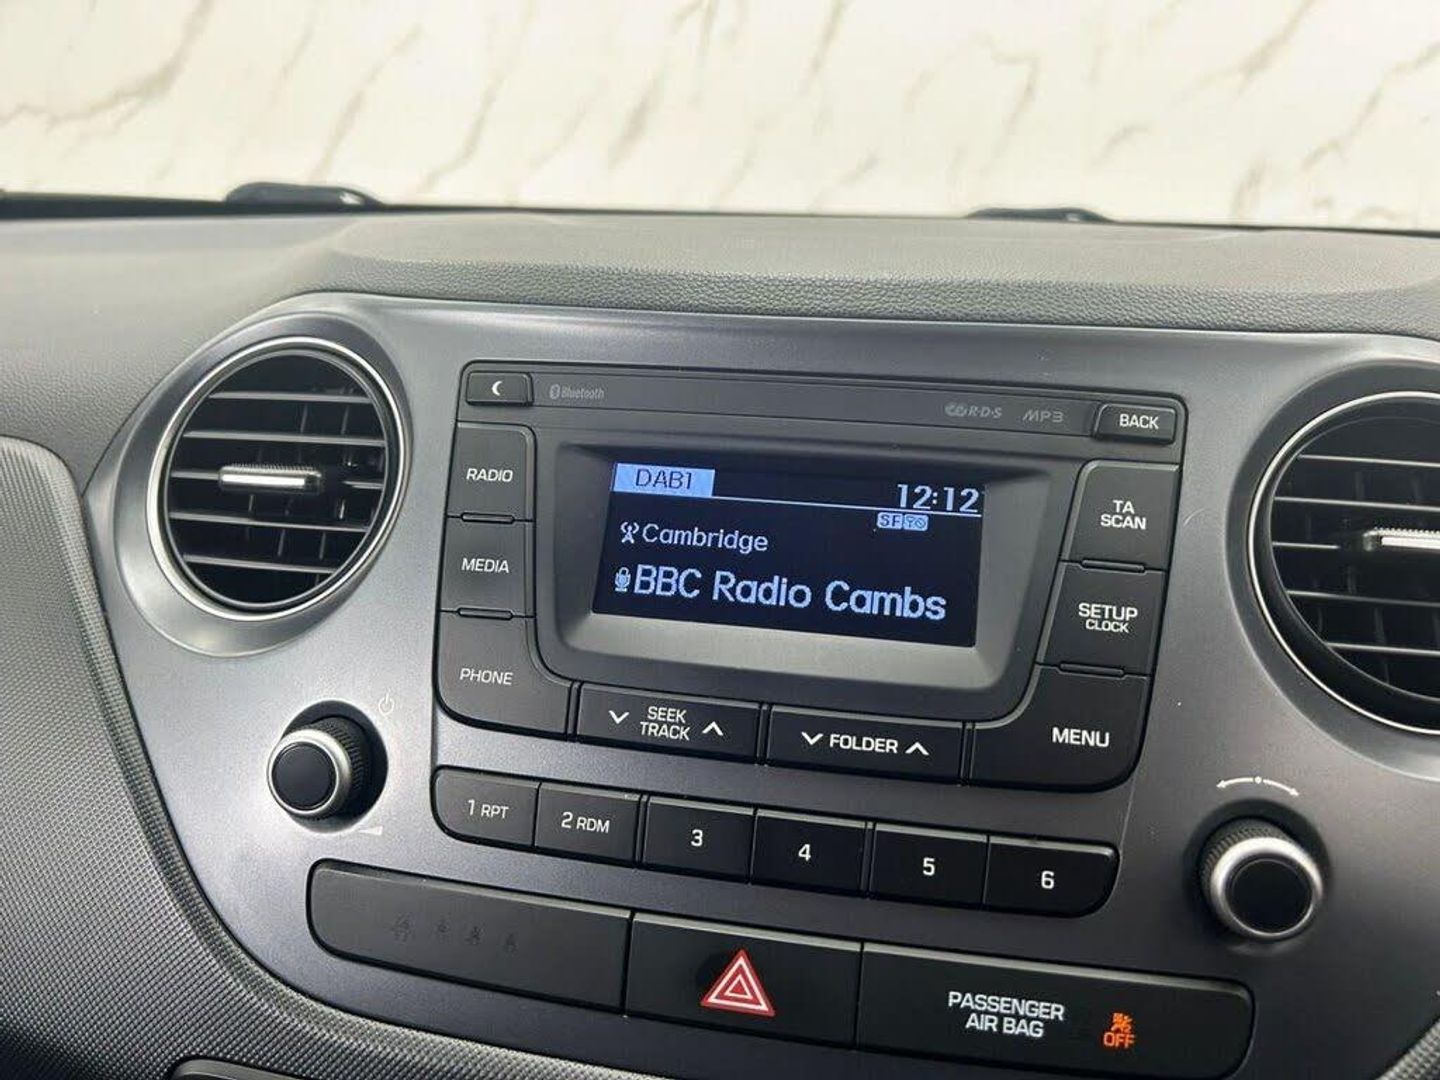 Bluetooth
R·D·S
MP3
BACK
RADIO
DAB1
12:12
TA
SCAN
SF
Cambridge
MEDIA
BBC Radio Cambs
SETUP
CLOCK
PHONE
SEEK
TRACK
FOLDER
MENU
1 RPT
2 RDM
3
4
5
6
PASSENGER
AIR BAG
OFF